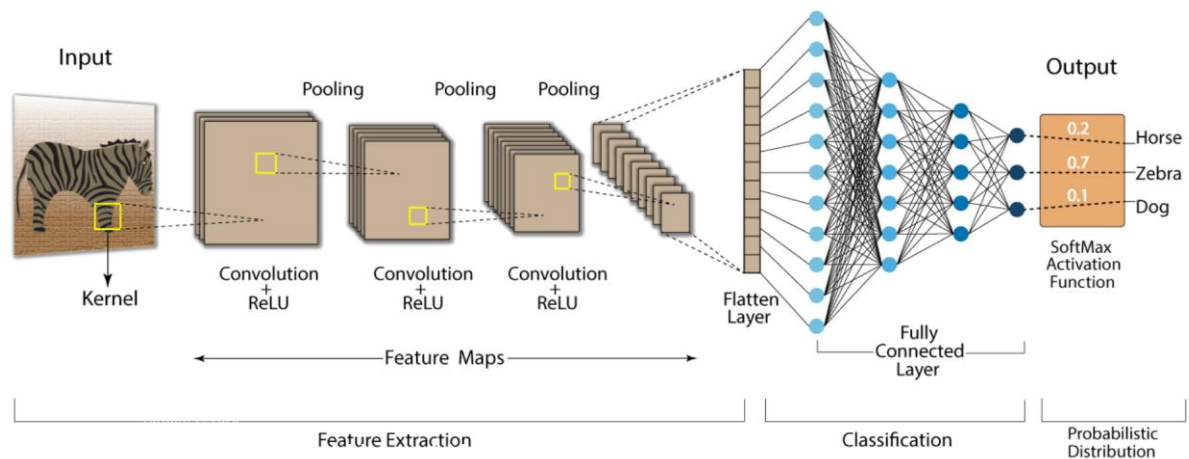 Input
Kernel
Pooling
Pooling
Pooling
Convolution
+
ReLU
Convolution
+
ReLU
Convolution
+
ReLU
Feature Maps
Flatten
Layer
Fully
Connected
Layer
Output
0.2
0.7
0.1
Horse
Zebra
Dog
SoftMax
Activation
Function
Feature Extraction
Classification
Probabilistic
Distribution